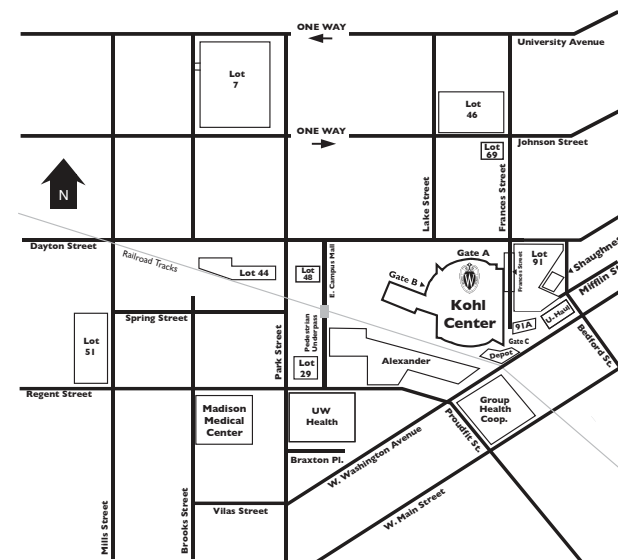 ONE WAY
University Avenue
Lot
7
Lot
46
ONE WAY
Johnson Street
Lot
69
N
Lake Street
Frances Street
Dayton Street
Railroad Tracks
Lot 44
Lot
48
E. Campus Mall
Gate A
Gate B
W
Kohl
Center
Frances Street
Lot
91
Shaughnes
Mifflin St
U-Haul
91A
Bedford St.
Gate C
Depot
Spring Street
Lot
51
Park Street
Pedestrian
Underpass
Lot
29
Alexander
Regent Street
Madison
Medical
Center
UW
Health
Group
Health
Coop.
Proudfit St.
Braxton Pl.
W. Washington Avenue
W. Main Street
Vilas Street
Mills Street
Brooks Street